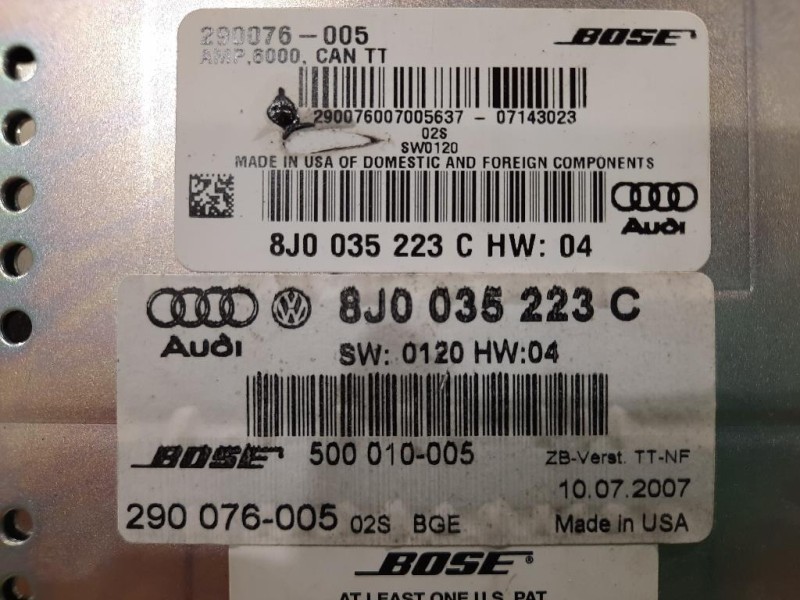 290076-005
BOSE
AMP,6000, CAN TT
290076007005637 - 07143023
02S
SW0120
MADE IN USA OF DOMESTIC AND FOREIGN COMPONENTS
Audi
8J0 035 223 C HW: 04
8J0 035 223 C
Audi
SW: 0120 HW:04
BOSE 500 010-005 ZB-Verst. TT-NF
10.07.2007
290 076-005 02S BGE Made in USA
BOSE®
AT LEAST ONE U.S. PAT